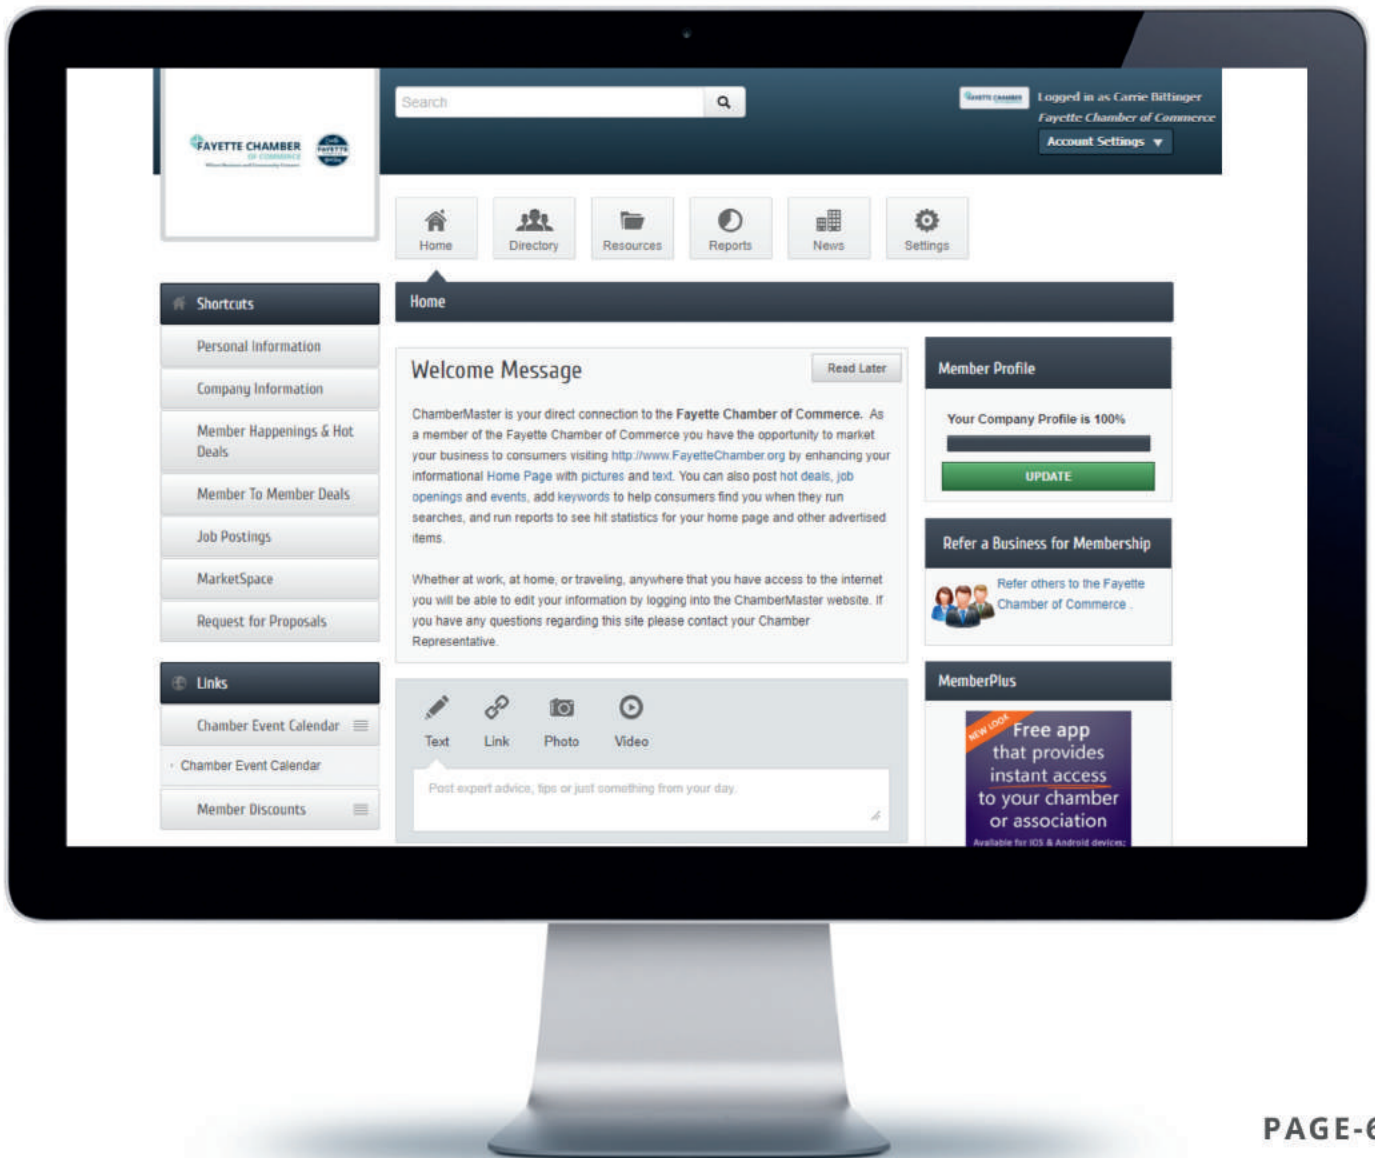 FAYETTE CHAMBER
OF COMMERCE
Where Business and Community Connect
FAYETTE
Search
FAYETTE CHAMBER
Logged in as Carrie Bittinger
Fayette Chamber of Commerce
Account Settings
Home
Directory
Resources
Reports
News
Settings
Shortcuts
Personal Information
Company Information
Member Happenings & Hot
Deals
Member To Member Deals
Job Postings
MarketSpace
Request for Proposals
Links
Chamber Event Calendar
Chamber Event Calendar
Member Discounts
Home
Welcome Message
Read Later
ChamberMaster is your direct connection to the Fayette Chamber of Commerce. As
a member of the Fayette Chamber of Commerce you have the opportunity to market
your business to consumers visiting http://www.FayetteChamber.org by enhancing your
informational Home Page with pictures and text. You can also post hot deals, job
openings and events, add keywords to help consumers find you when they run
searches, and run reports to see hit statistics for your home page and other advertised
items.
Whether at work, at home, or traveling, anywhere that you have access to the internet
you will be able to edit your information by logging into the ChamberMaster website. If
you have any questions regarding this site please contact your Chamber
Representative.
Text
Link
Photo
Video
Post expert advice, tips or just something from your day.
Member Profile
Your Company Profile is 100%
UPDATE
Refer a Business for Membership
Refer others to the Fayette
Chamber of Commerce .
MemberPlus
NEW LOOK
Free app
that provides
instant access
to your chamber
or association
Available for iOS & Android devices;
PAGE-6